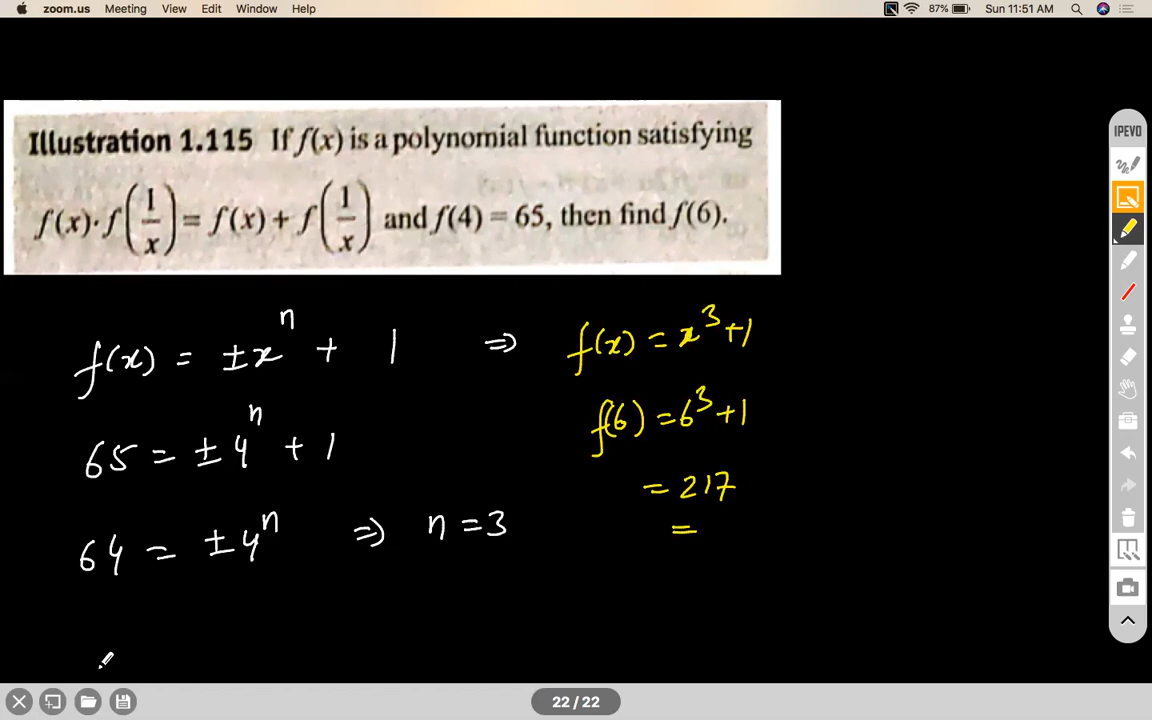 zoom.us Meeting View Edit Window Help 87% Sun 11:51 AM
Illustration 1.115 If f(x) is a polynomial function satisfying
f(x)·f(1/x) = f(x) + f(1/x) and f(4) = 65, then find f(6).
IPEVO
f(x) = ±x^n + 1 ⇒ f(x) = x^3+1
f(6) = 6^3+1
65 = ±4^n + 1
= 217
64 = ±4^n ⇒ n = 3
=
22 / 22